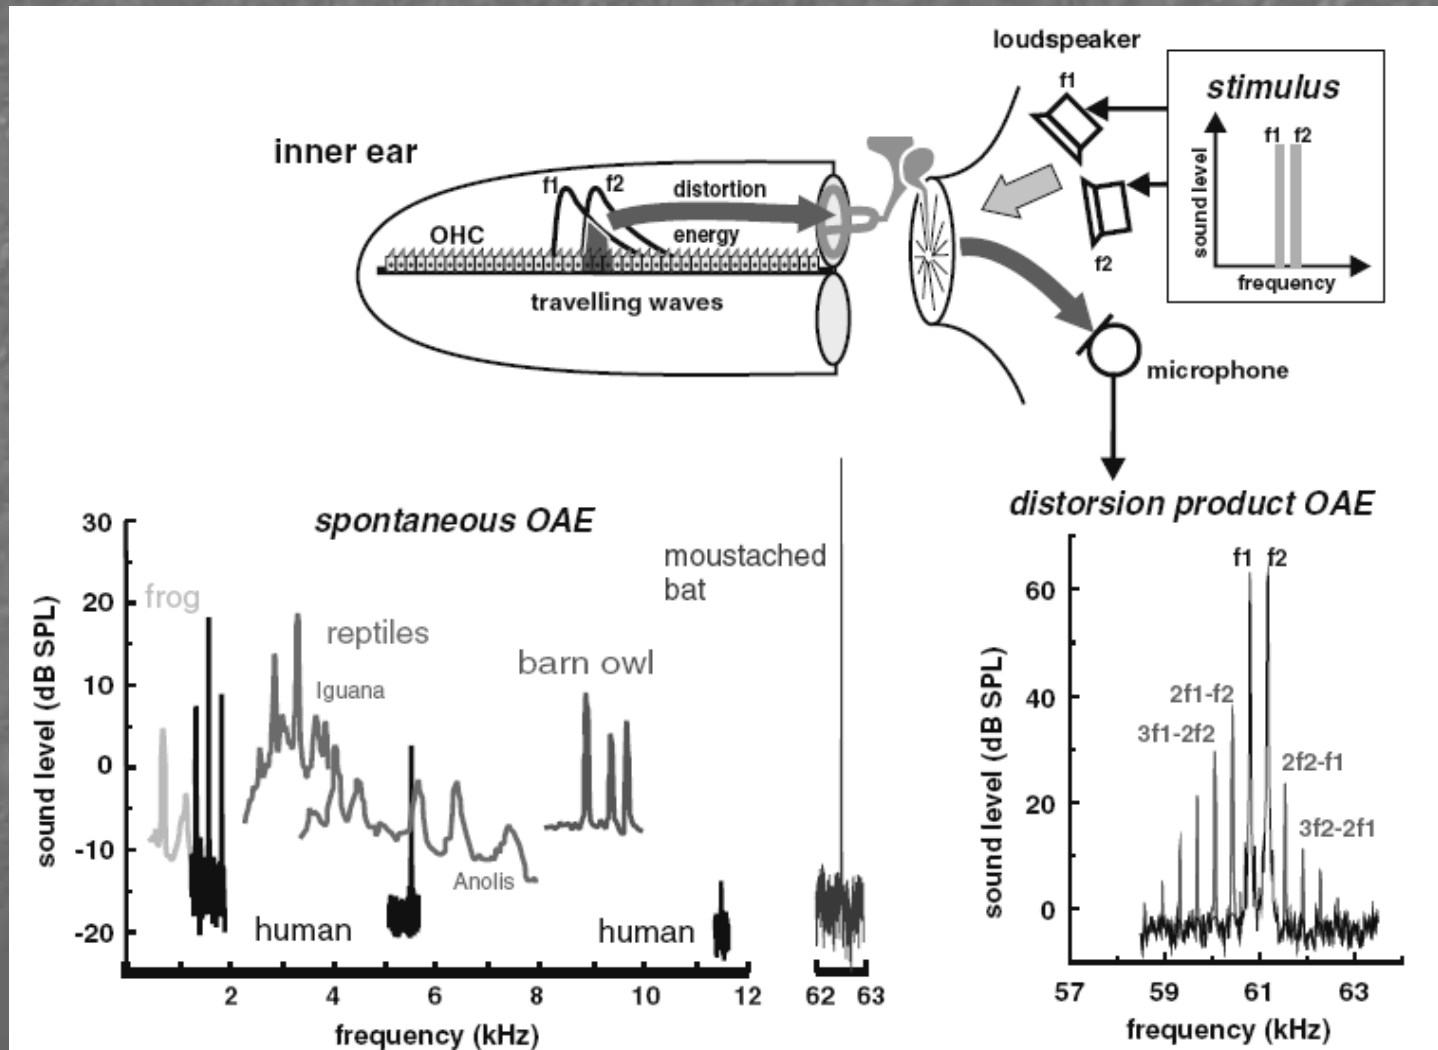 loudspeaker
f1
stimulus
f1 f2
sound level
frequency
f2
inner ear
f1
f2
distortion
energy
OHC
travelling waves
microphone
spontaneous OAE
30
20
10
0
-10
-20
sound level (dB SPL)
frog
reptiles
Iguana
Anolis
barn owl
moustached
bat
human
human
2
4
6
8
10
12
62
63
frequency (kHz)
distorsion product OAE
60
40
20
0
sound level (dB SPL)
f1
f2
2f1-f2
3f1-2f2
2f2-f1
3f2-2f1
57
59
61
63
frequency (kHz)